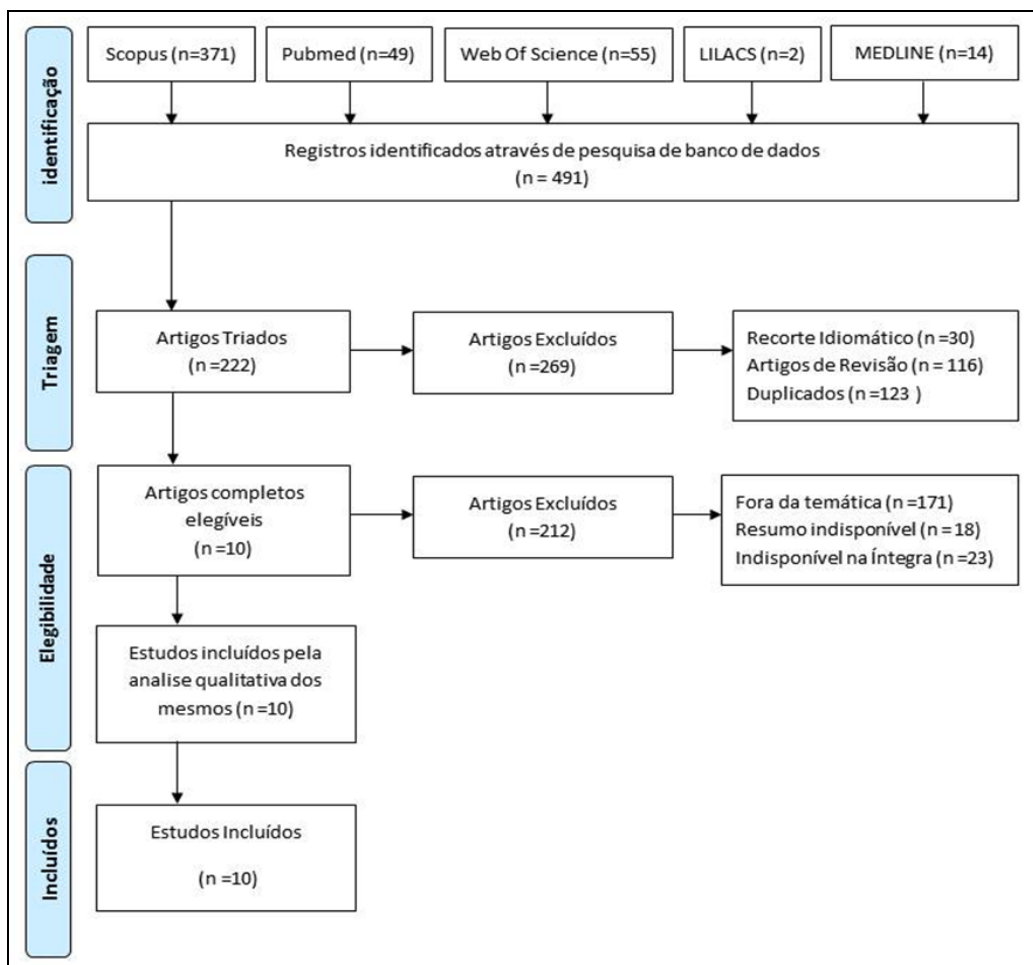 identificação
Scopus (n=371)
Pubmed (n=49)
Web Of Science (n=55)
LILACS (n=2)
MEDLINE (n=14)
Registros identificados através de pesquisa de banco de dados
(n = 491)
Triagem
Artigos Triados
(n =222)
Artigos Excluídos
(n =269)
Recorte Idiomático (n =30)
Artigos de Revisão (n = 116)
Duplicados (n =123 )
Elegibilidade
Artigos completos
elegíveis
(n =10)
Artigos Excluídos
(n =212)
Fora da temática (n =171)
Resumo indisponível (n =18)
Indisponível na Íntegra (n =23)
Estudos incluídos pela
analise qualitativa dos
mesmos (n =10)
Incluídos
Estudos Incluídos
(n =10)